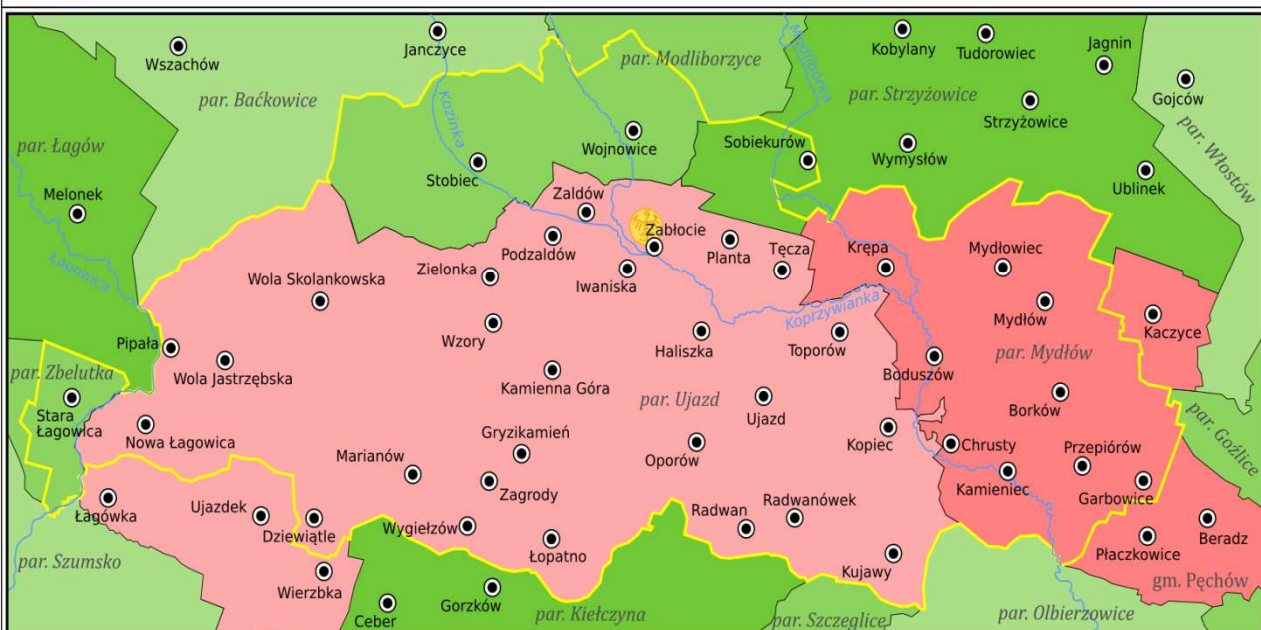 Wszachów
Janczyce
par. Modliborzyce
Modlibórka
Kobylany
Tudorowiec
Jagnin
Gojców
par. Baćkowice
Kozinka
par. Strzyżowice
Strzyżowice
par. Włostów
par. Łagów
Wojnowice
Sobiekurów
Wymysłów
Melonek
Stobiec
Ublinek
Zaldów
Łagowica
Podzaldów
Zabłocie
Planta
Tęcza
Krępa
Mydłowiec
Wola Skolankowska
Zielonka
Iwaniska
Koprzywianka
Mydłów
Kaczyce
Pipała
Wzory
Haliszka
Toporów
par. Mydłów
par. Zbelutka
Wola Jastrzębska
Kamienna Góra
Boduszów
Stara
Łagowica
par. Ujazd
Ujazd
Borków
par. Goźlice
Nowa Łagowica
Gryzikamień
Oporów
Kopiec
Chrusty
Przepiórów
Marianów
Zagrody
Kamieniec
Garbowice
Łagówka
Ujazdek
Dziewiątle
Wygiełzów
Radwan
Radwanówek
Płaczkowice
Beradz
par. Szumsko
Łopatno
Kujawy
Wierzbka
gm. Pęchów
Ceber
Gorzków
par. Kiełczyna
par. Szczeglice
par. Olbierzowice